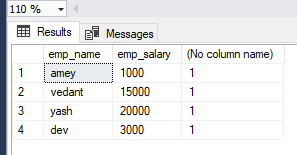 110 %
Results Messages
emp_name emp_salary (No column name)
1 amey 1000 1
2 vedant 15000 1
3 yash 20000 1
4 dev 3000 1